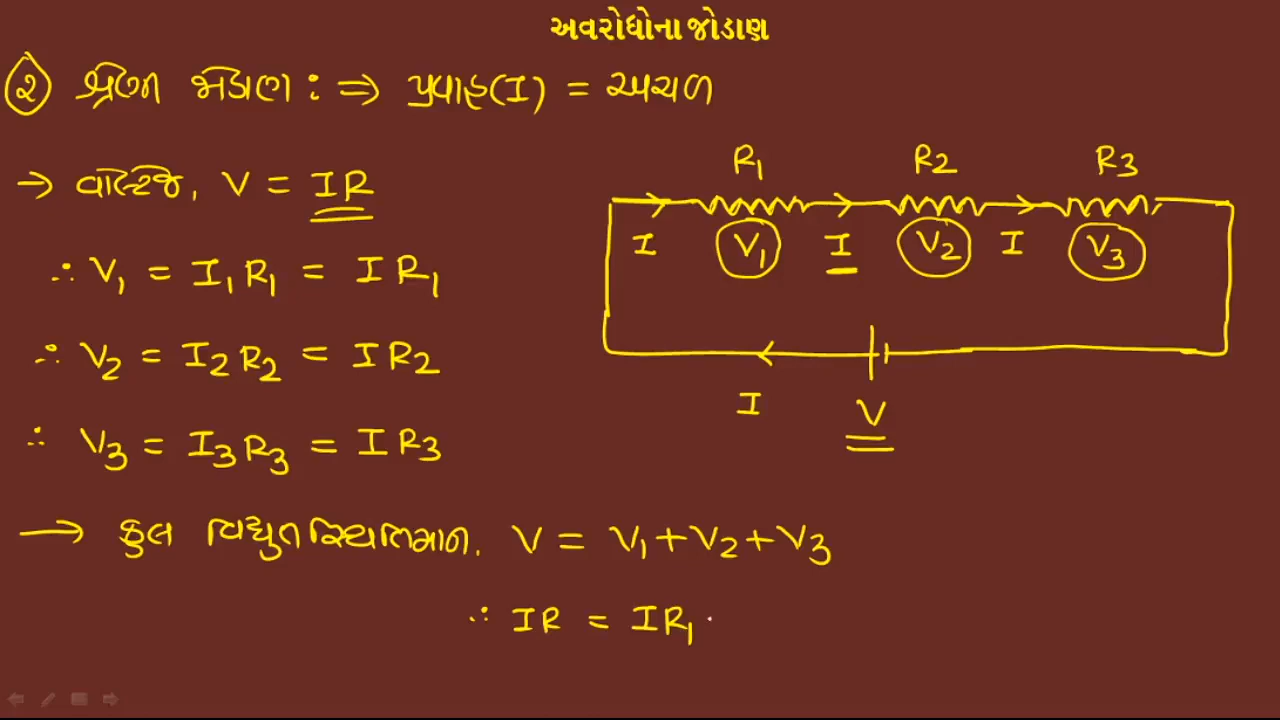 અવરોધોના જોડાણ
(૨) શ્રેણી જોડાણ : ⇒ પ્રવાહ(I) = અચળ
→ વોલ્ટેજ, V = IR
∴ V₁ = I₁R₁ = IR₁
∴ V₂ = I₂R₂ = IR₂
∴ V₃ = I₃R₃ = IR₃
→ કુલ વિદ્યુતસ્થિતિમાન, V = V₁+V₂+V₃
∴ IR = IR₁
R₁ R₂ R₃
I V₁ I V₂ I V₃
I V